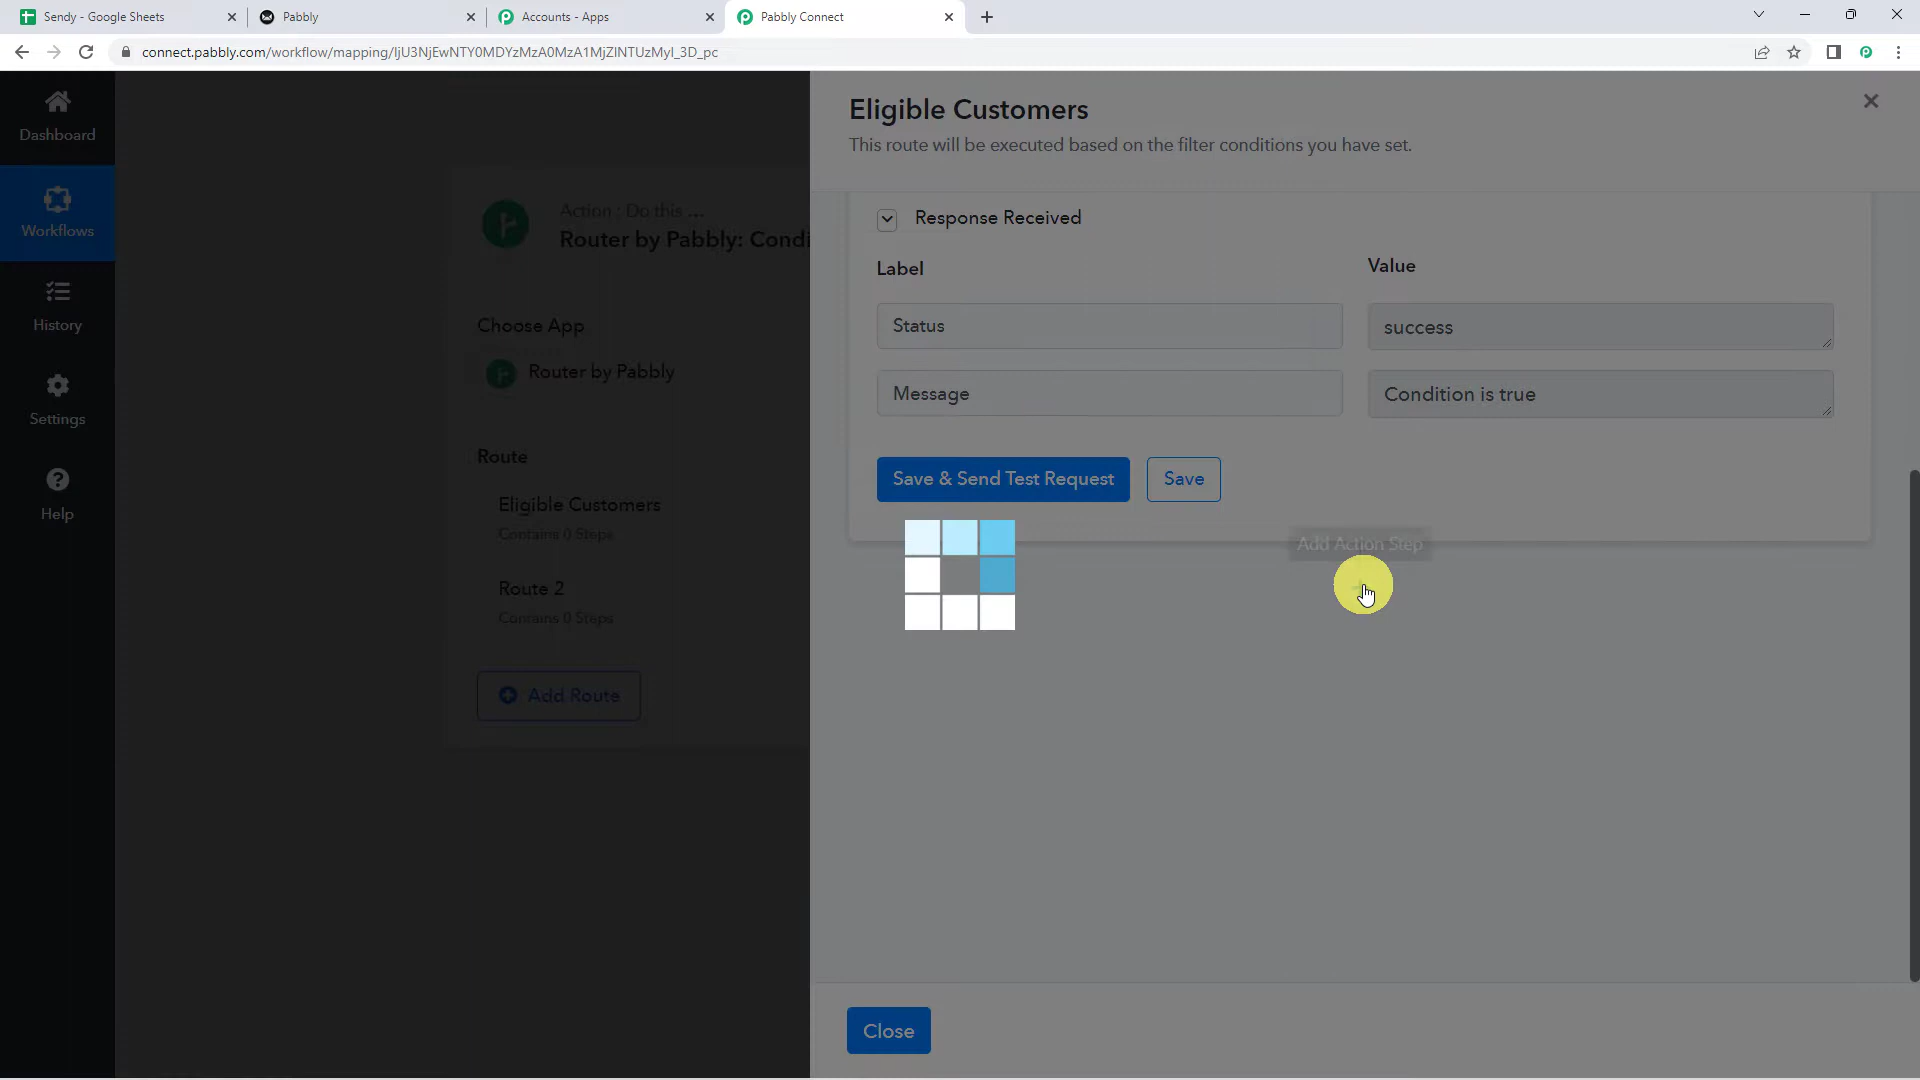 Sendy - Google Sheets
Pabbly
Accounts - Apps
Pabbly Connect
connect.pabbly.com/workflow/mapping/IjU3NjEwNTY0MDYzMzA0MzA1MjZlNTUzMyI_3D_pc
Dashboard
Workflows
History
Settings
Help
Action : Do this ...
Router by Pabbly: Condi
Choose App
Router by Pabbly
Route
Eligible Customers
Contains 0 Steps
Route 2
Contains 0 Steps
Add Route
Eligible Customers
This route will be executed based on the filter conditions you have set.
Response Received
Label
Value
Status
success
Message
Condition is true
Save & Send Test Request
Save
Add Action Step
Close